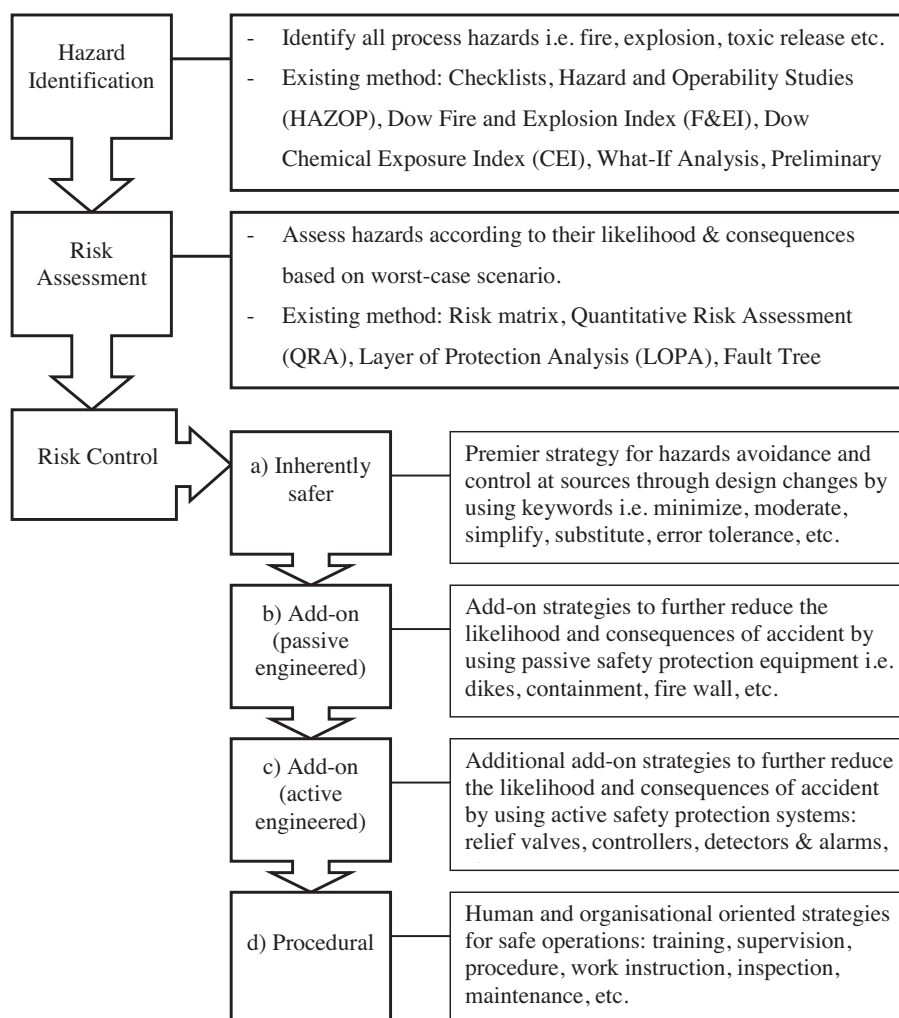 Hazard
Identification
- Identify all process hazards i.e. fire, explosion, toxic release etc.
- Existing method: Checklists, Hazard and Operability Studies
(HAZOP), Dow Fire and Explosion Index (F&EI), Dow
Chemical Exposure Index (CEI), What-If Analysis, Preliminary
Risk
Assessment
- Assess hazards according to their likelihood & consequences
based on worst-case scenario.
- Existing method: Risk matrix, Quantitative Risk Assessment
(QRA), Layer of Protection Analysis (LOPA), Fault Tree
Risk Control
a) Inherently
safer
Premier strategy for hazards avoidance and
control at sources through design changes by
using keywords i.e. minimize, moderate,
simplify, substitute, error tolerance, etc.
b) Add-on
(passive
engineered)
Add-on strategies to further reduce the
likelihood and consequences of accident by
using passive safety protection equipment i.e.
dikes, containment, fire wall, etc.
c) Add-on
(active
engineered)
Additional add-on strategies to further reduce
the likelihood and consequences of accident
by using active safety protection systems:
relief valves, controllers, detectors & alarms,
d) Procedural
Human and organisational oriented strategies
for safe operations: training, supervision,
procedure, work instruction, inspection,
maintenance, etc.